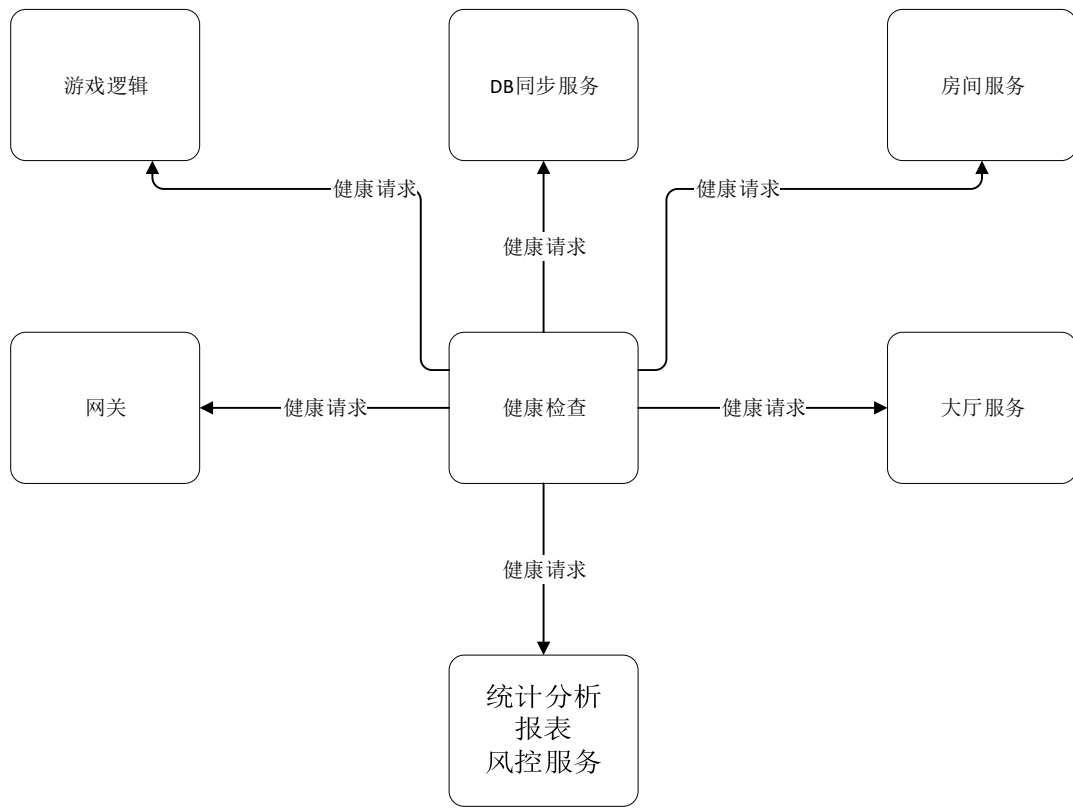 游戏逻辑
DB同步服务
房间服务
健康请求
健康请求
健康请求
网关
健康请求
健康检查
健康请求
大厅服务
健康请求
统计分析
报表
风控服务